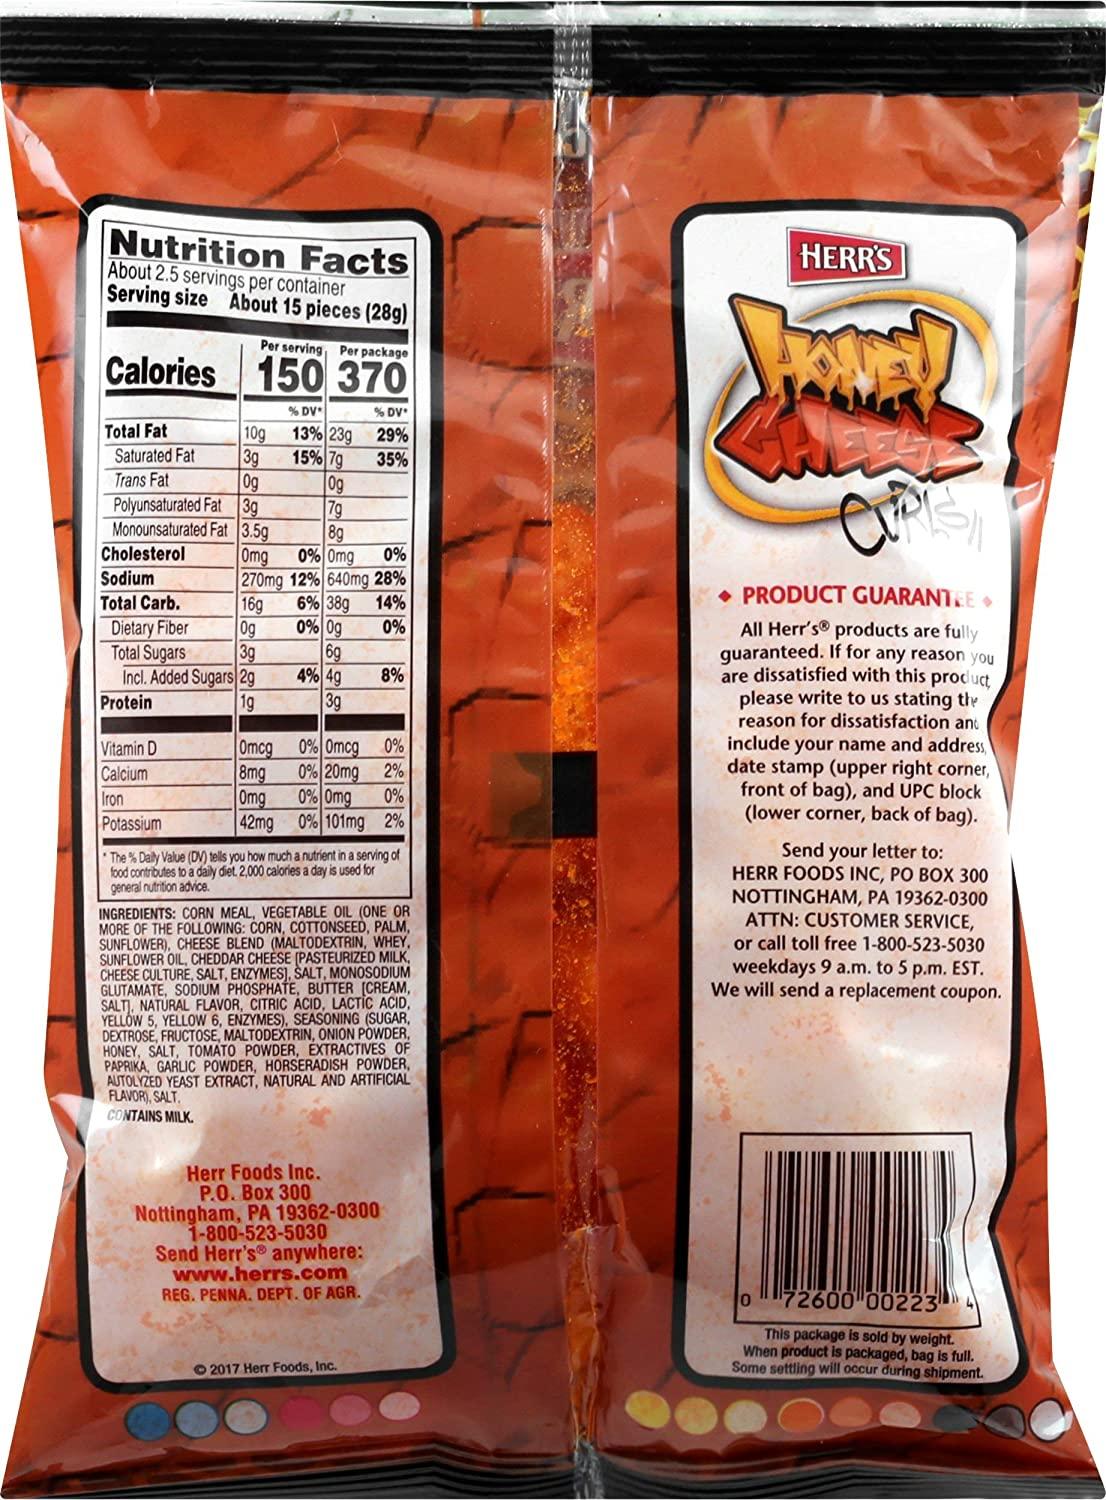 Nutrition Facts
About 2.5 servings per container
Serving size About 15 pieces (28g)
Per serving Per package
Calories 150 370
% DV* % DV*
Total Fat 10g 13% 23g 29%
Saturated Fat 3g 15% 7g 35%
Trans Fat 0g 0g
Polyunsaturated Fat 3g 7g
Monounsaturated Fat 3.5g 8g
Cholesterol 0mg 0% 0mg 0%
Sodium 270mg 12% 640mg 28%
Total Carb. 16g 6% 38g 14%
Dietary Fiber 0g 0% 0g 0%
Total Sugars 3g 6g
Incl. Added Sugars 2g 4% 4g 8%
Protein 1g 3g
Vitamin D 0mcg 0% 0mcg 0%
Calcium 8mg 0% 20mg 2%
Iron 0mg 0% 0mg 0%
Potassium 42mg 0% 101mg 2%
* The % Daily Value (DV) tells you how much a nutrient in a serving of
food contributes to a daily diet. 2,000 calories a day is used for
general nutrition advice.
INGREDIENTS: CORN MEAL, VEGETABLE OIL (ONE OR
MORE OF THE FOLLOWING: CORN, COTTONSEED, PALM,
SUNFLOWER), CHEESE BLEND (MALTODEXTRIN, WHEY,
SUNFLOWER OIL, CHEDDAR CHEESE [PASTEURIZED MILK,
CHEESE CULTURE, SALT, ENZYMES], SALT, MONOSODIUM
GLUTAMATE, SODIUM PHOSPHATE, BUTTER [CREAM,
SALT], NATURAL FLAVOR, CITRIC ACID, LACTIC ACID,
YELLOW 5, YELLOW 6, ENZYMES), SEASONING (SUGAR,
DEXTROSE, FRUCTOSE, MALTODEXTRIN, ONION POWDER,
HONEY, SALT, TOMATO POWDER, EXTRACTIVES OF
PAPRIKA, GARLIC POWDER, HORSERADISH POWDER,
AUTOLYZED YEAST EXTRACT, NATURAL AND ARTIFICIAL
FLAVOR), SALT.
CONTAINS MILK.
Herr Foods Inc.
P.O. Box 300
Nottingham, PA 19362-0300
1-800-523-5030
Send Herr's® anywhere:
www.herrs.com
REG. PENNA. DEPT. OF AGR.
© 2017 Herr Foods, Inc.
HERR'S
HONEY
CHEESE
CURLS
PRODUCT GUARANTEE
All Herr's® products are fully
guaranteed. If for any reason you
are dissatisfied with this product,
please write to us stating the
reason for dissatisfaction and
include your name and address,
date stamp (upper right corner,
front of bag), and UPC block
(lower corner, back of bag).
Send your letter to:
HERR FOODS INC, PO BOX 300
NOTTINGHAM, PA 19362-0300
ATTN: CUSTOMER SERVICE,
or call toll free 1-800-523-5030
weekdays 9 a.m. to 5 p.m. EST.
We will send a replacement coupon.
0 72600 00223 4
This package is sold by weight.
When product is packaged, bag is full.
Some settling will occur during shipment.